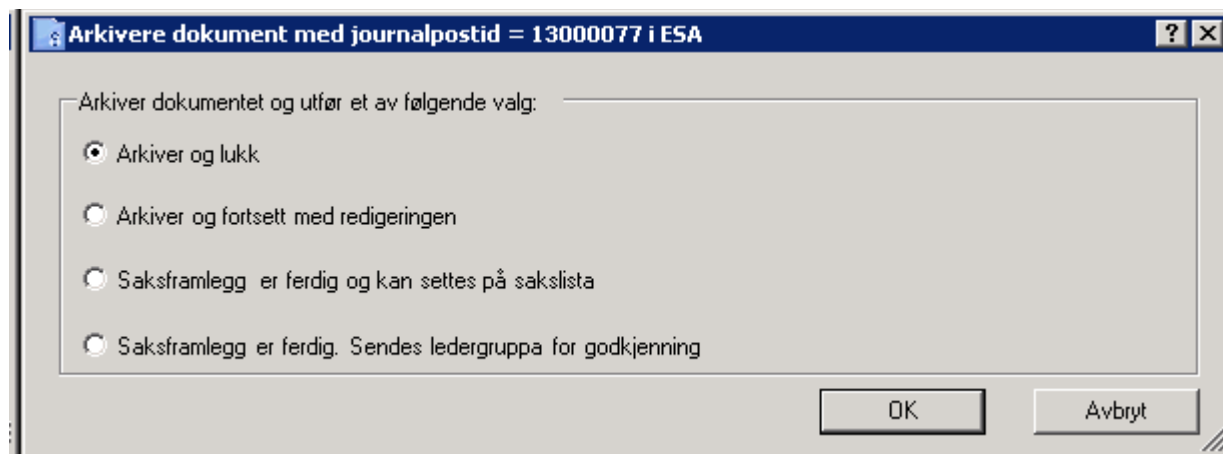 Arkivere dokument med journalpostid = 13000077 i ESA
Arkiver dokumentet og utfør et av følgende valg:
Arkiver og lukk
Arkiver og fortsett med redigeringen
Saksframlegg  er ferdig og kan settes på sakslista
Saksframlegg er ferdig.  Sendes ledergruppa for godkjenning
OK
Avbryt